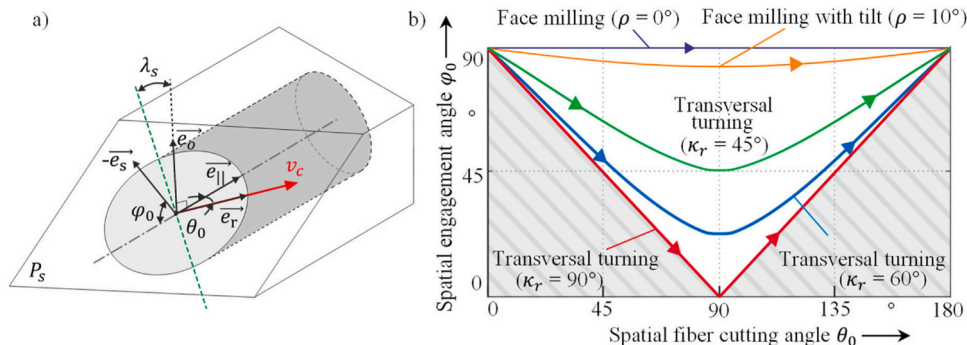 a)
λs
eo
-es
e||
vc
φ0
θ0
er
Ps
b)
Face milling (ρ = 0°)
Face milling with tilt (ρ = 10°)
Spatial engagement angle φ0
90
°
45
0
Transversal
turning
(κr = 45°)
Transversal turning
(κr = 90°)
Transversal turning
(κr = 60°)
0
45
90
135
°
180
Spatial fiber cutting angle θ0